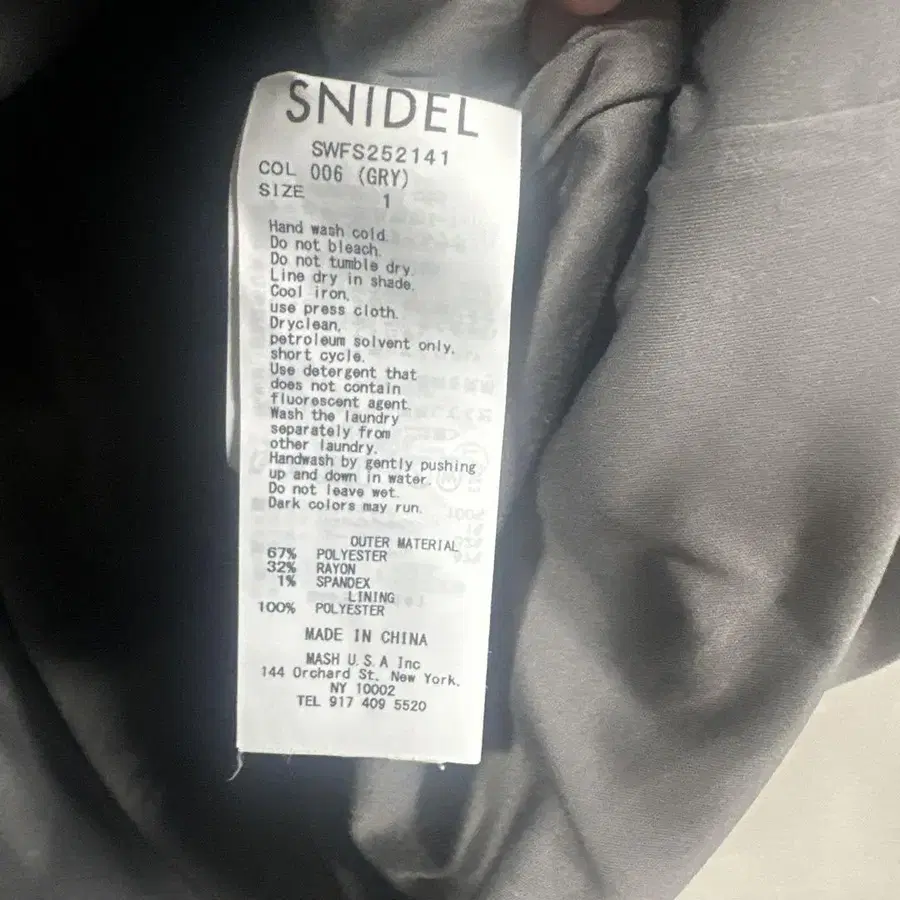 SNIDEL
SWFS252141
COL 006 (GRY)
SIZE 1
Hand wash cold.
Do not bleach.
Do not tumble dry.
Line dry in shade.
Cool iron,
use press cloth.
Dryclean,
petroleum solvent only,
short cycle.
Use detergent that
does not contain
fluorescent agent.
Wash the laundry
separately from
other laundry.
Handwash by gently pushing
up and down in water.
Do not leave wet.
Dark colors may run.
OUTER MATERIAL
67% POLYESTER
32% RAYON
1% SPANDEX
LINING
100% POLYESTER
MADE IN CHINA
MASH U.S.A Inc
144 Orchard St. New York,
NY 10002
TEL 917 409 5520